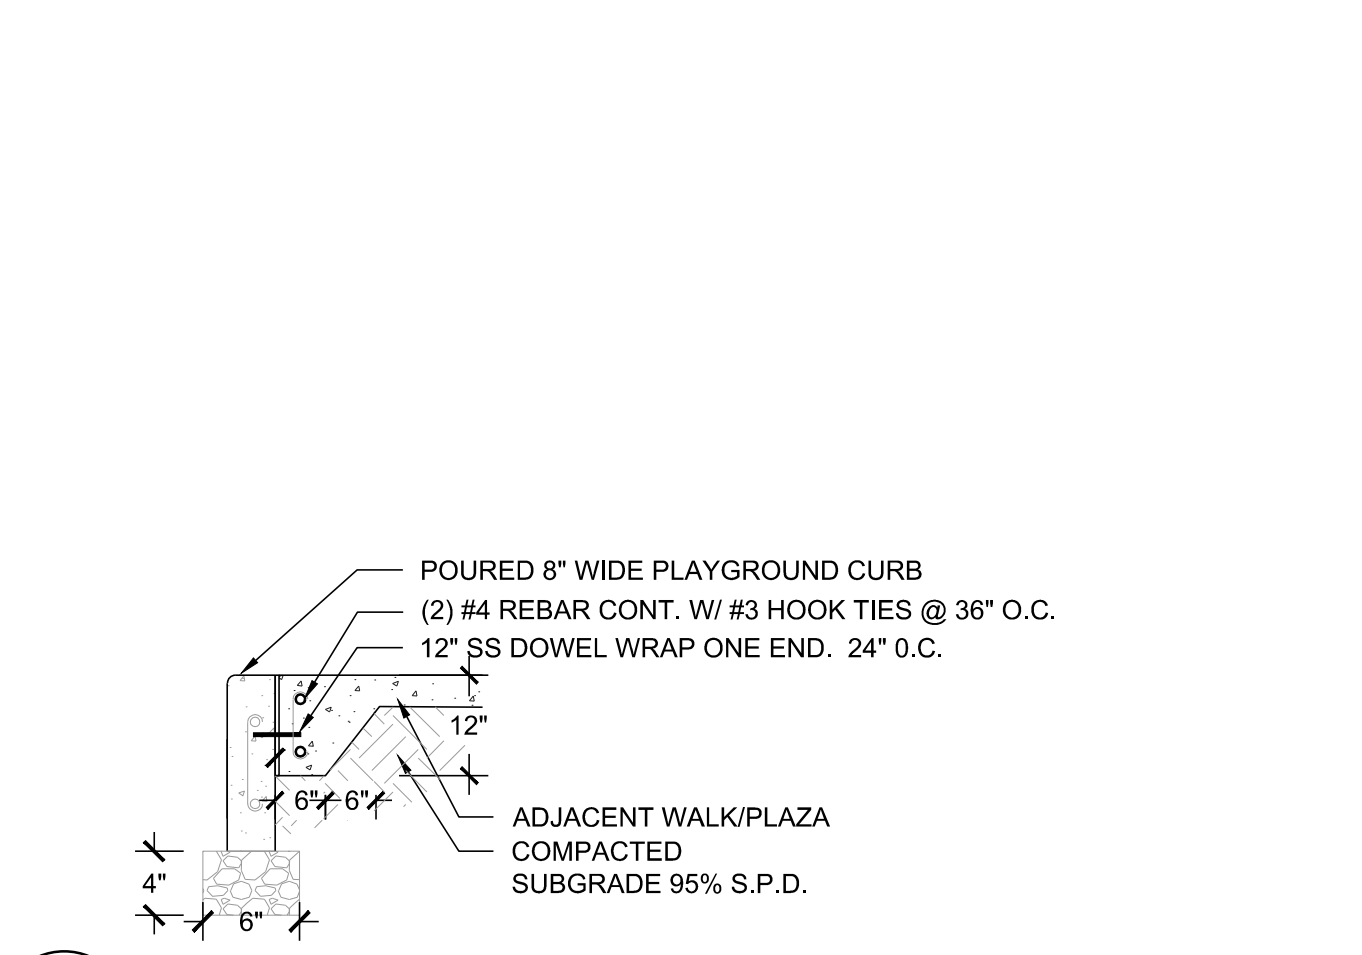 POURED 8" WIDE PLAYGROUND CURB
(2) #4 REBAR CONT. W/ #3 HOOK TIES @ 36" O.C.
12" SS DOWEL WRAP ONE END. 24" 0.C.
12"
6" 6"
ADJACENT WALK/PLAZA
COMPACTED
SUBGRADE 95% S.P.D.
4"
6"